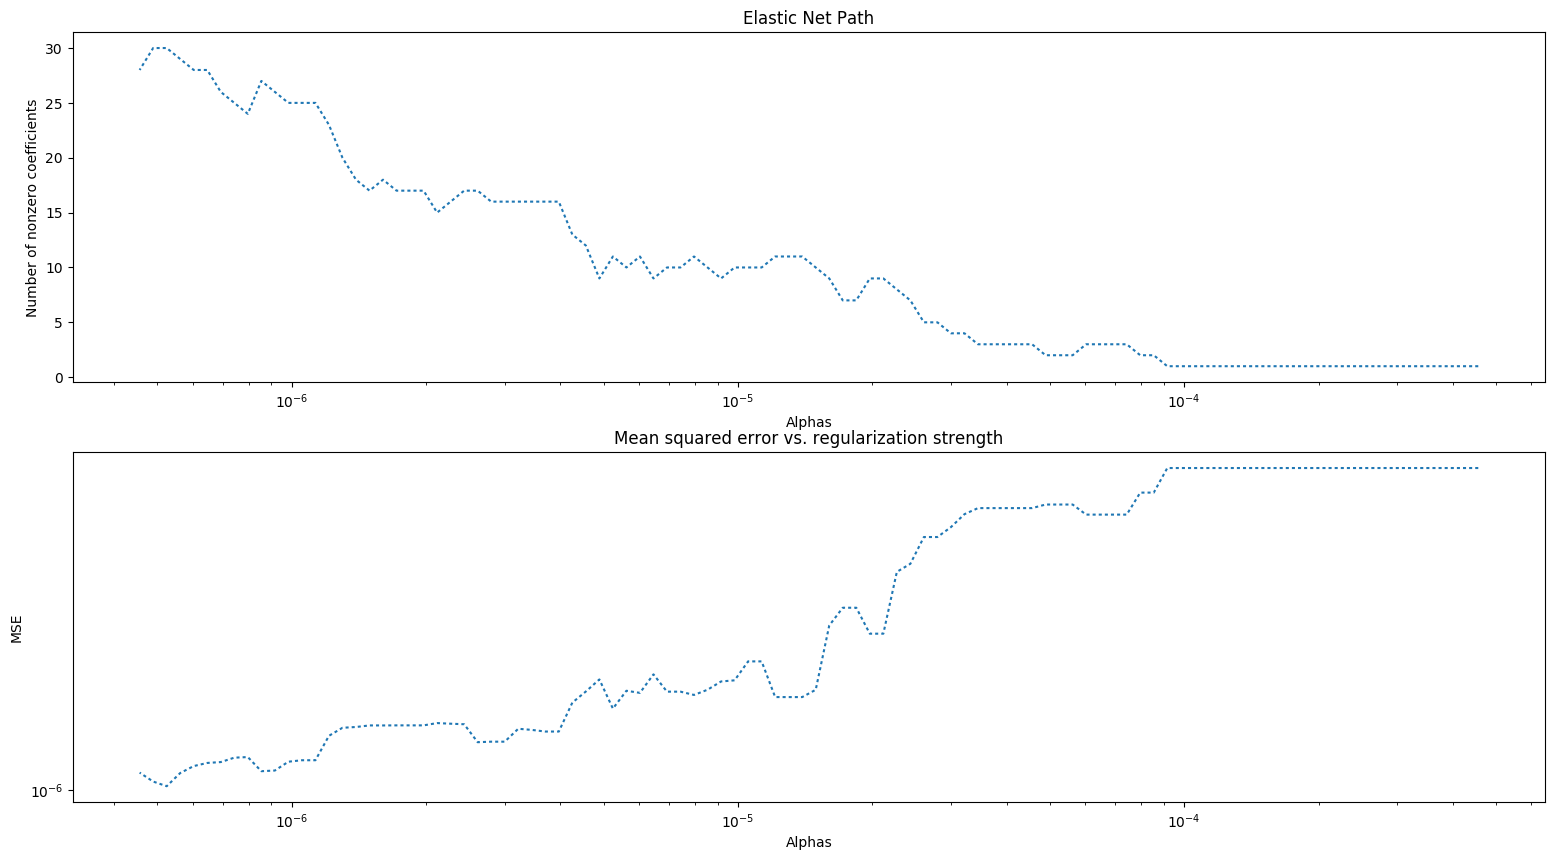 Elastic Net Path
30
25
20
15
10
5
0
Number of nonzero coefficients
10⁻⁶
10⁻⁵
10⁻⁴
Alphas
Mean squared error vs. regularization strength
MSE
10⁻⁶
10⁻⁶
10⁻⁵
10⁻⁴
Alphas